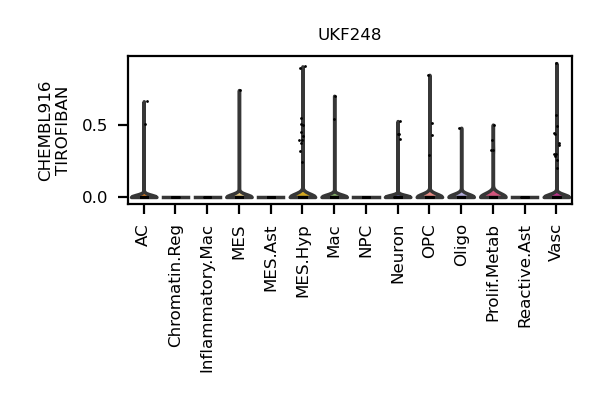 UKF248
CHEMBL916
TIROFIBAN
0.5
0.0
AC
Chromatin.Reg
Inflammatory.Mac
MES
MES.Ast
MES.Hyp
Mac
NPC
Neuron
OPC
Oligo
Prolif.Metab
Reactive.Ast
Vasc